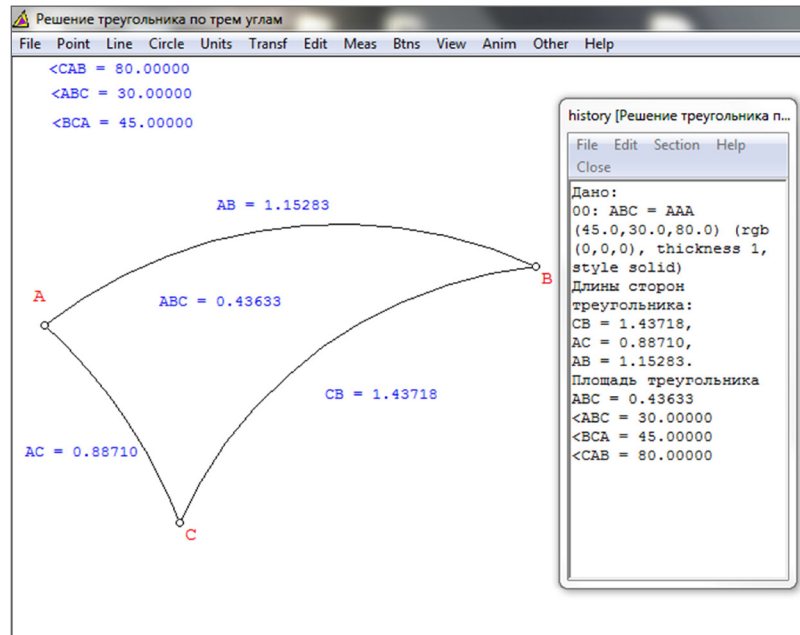 Решение треугольника по трем углам
File Point Line Circle Units Transf Edit Meas Btns View Anim Other Help
<CAB = 80.00000
<ABC = 30.00000
<BCA = 45.00000
AB = 1.15283
A
B
ABC = 0.43633
CB = 1.43718
AC = 0.88710
C
history [Решение треугольника п...
File Edit Section Help
Close
Дано:
00: ABC = AAA
(45.0,30.0,80.0) (rgb
(0,0,0), thickness 1,
style solid)
Длины сторон
треугольника:
CB = 1.43718,
AC = 0.88710,
AB = 1.15283.
Площадь треугольника
ABC = 0.43633
<ABC = 30.00000
<BCA = 45.00000
<CAB = 80.00000